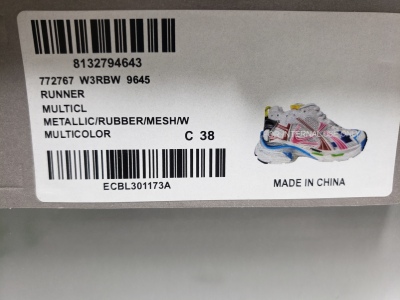 8132794643
772767 W3RBW 9645
RUNNER
MULTICL
METALLIC/RUBBER/MESH/W
MULTICOLOR C 38
ECBL301173A
MADE IN CHINA